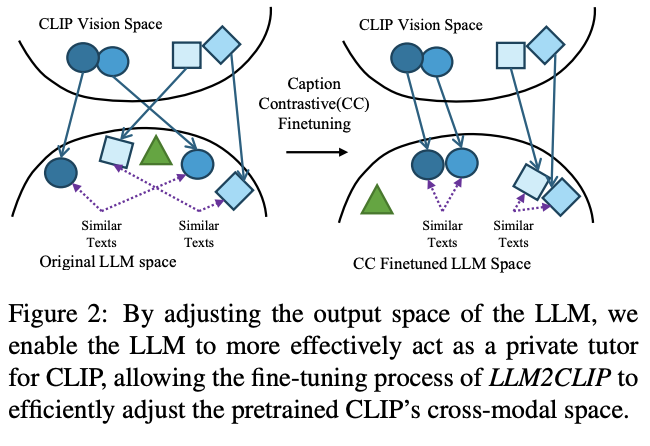 CLIP Vision Space
CLIP Vision Space
Caption
Contrastive(CC)
Finetuning
Similar
Texts
Similar
Texts
Similar
Texts
Similar
Texts
Original LLM space
CC Finetuned LLM Space
Figure 2: By adjusting the output space of the LLM, we
enable the LLM to more effectively act as a private tutor
for CLIP, allowing the fine-tuning process of LLM2CLIP to
efficiently adjust the pretrained CLIP’s cross-modal space.